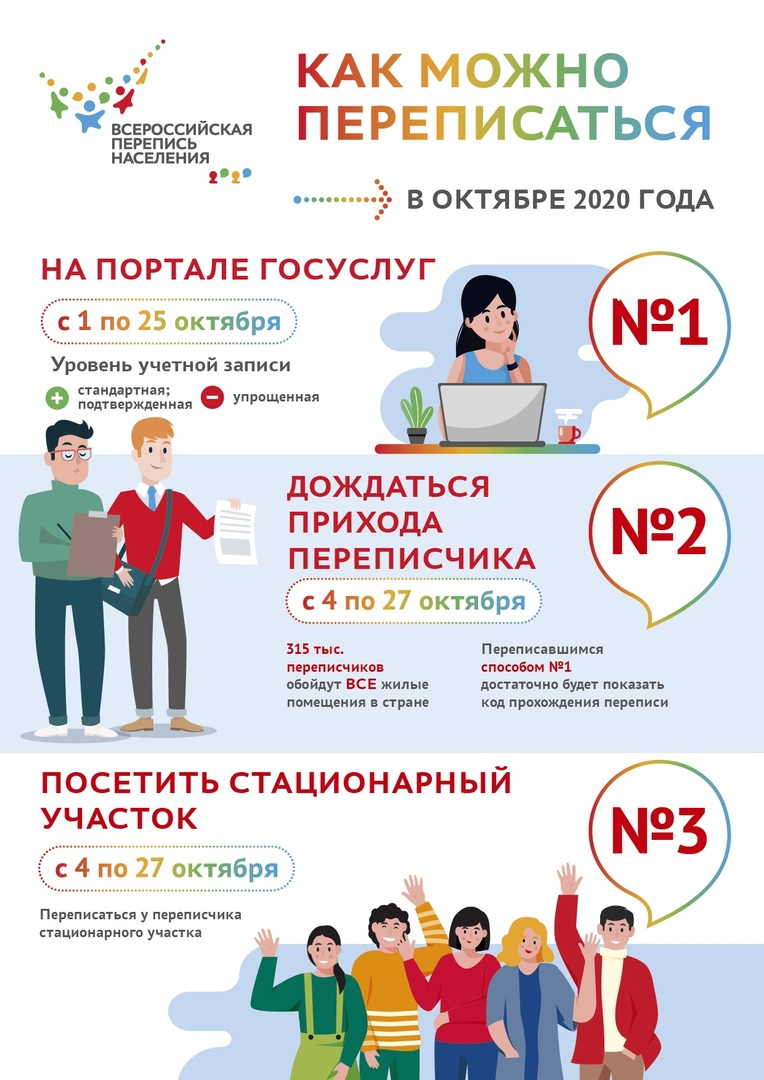 ВСЕРОССИЙСКАЯ
ПЕРЕПИСЬ
НАСЕЛЕНИЯ
2020
КАК МОЖНО
ПЕРЕПИСАТЬСЯ
В ОКТЯБРЕ 2020 ГОДА
НА ПОРТАЛЕ ГОСУСЛУГ
№1
с 1 по 25 октября
Уровень учетной записи
стандартная;
подтвержденная
упрощенная
ДОЖДАТЬСЯ
ПРИХОДА
ПЕРЕПИСЧИКА
№2
с 4 по 27 октября
315 тыс.
переписчиков
обойдут ВСЕ жилые
помещения в стране
Переписавшимся
способом №1
достаточно будет показать
код прохождения переписи
ПОСЕТИТЬ СТАЦИОНАРНЫЙ
УЧАСТОК
№3
с 4 по 27 октября
Переписаться у переписчика
стационарного участка